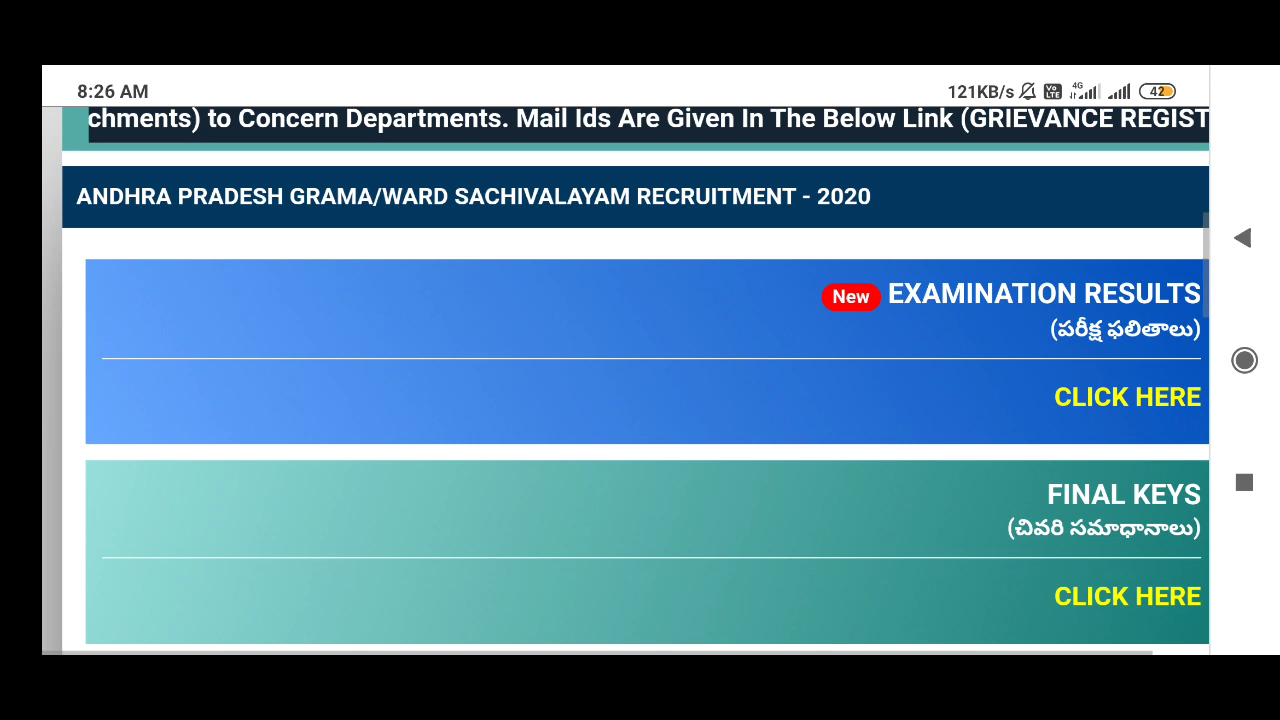 8:26 AM 121KB/s Vo LTE 4G 42
chments) to Concern Departments. Mail Ids Are Given In The Below Link (GRIEVANCE REGIST
ANDHRA PRADESH GRAMA/WARD SACHIVALAYAM RECRUITMENT - 2020
New EXAMINATION RESULTS
(పరీక్ష ఫలితాలు)
CLICK HERE
FINAL KEYS
(చివరి సమాధానాలు)
CLICK HERE